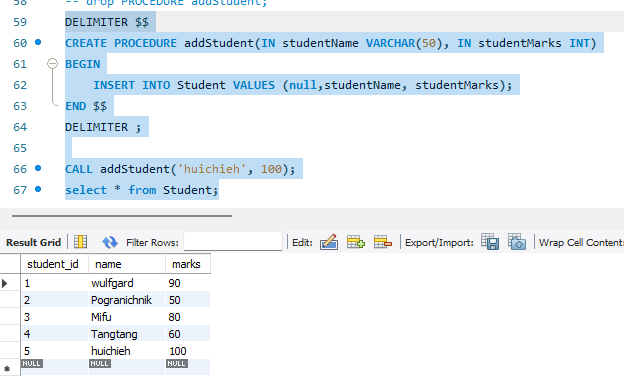 58 -- drop PROCEDURE addStudent;
59 DELIMITER $$
60 CREATE PROCEDURE addStudent(IN studentName VARCHAR(50), IN studentMarks INT)
61 BEGIN
62 INSERT INTO Student VALUES (null,studentName, studentMarks);
63 END $$
64 DELIMITER ;
65
66 CALL addStudent('huichieh', 100);
67 select * from Student;
Result Grid Filter Rows: Edit: Export/Import: Wrap Cell Content:
student_id name marks
1 wulfgard 90
2 Pogranichnik 50
3 Mifu 80
4 Tangtang 60
5 huichieh 100
NULL NULL NULL